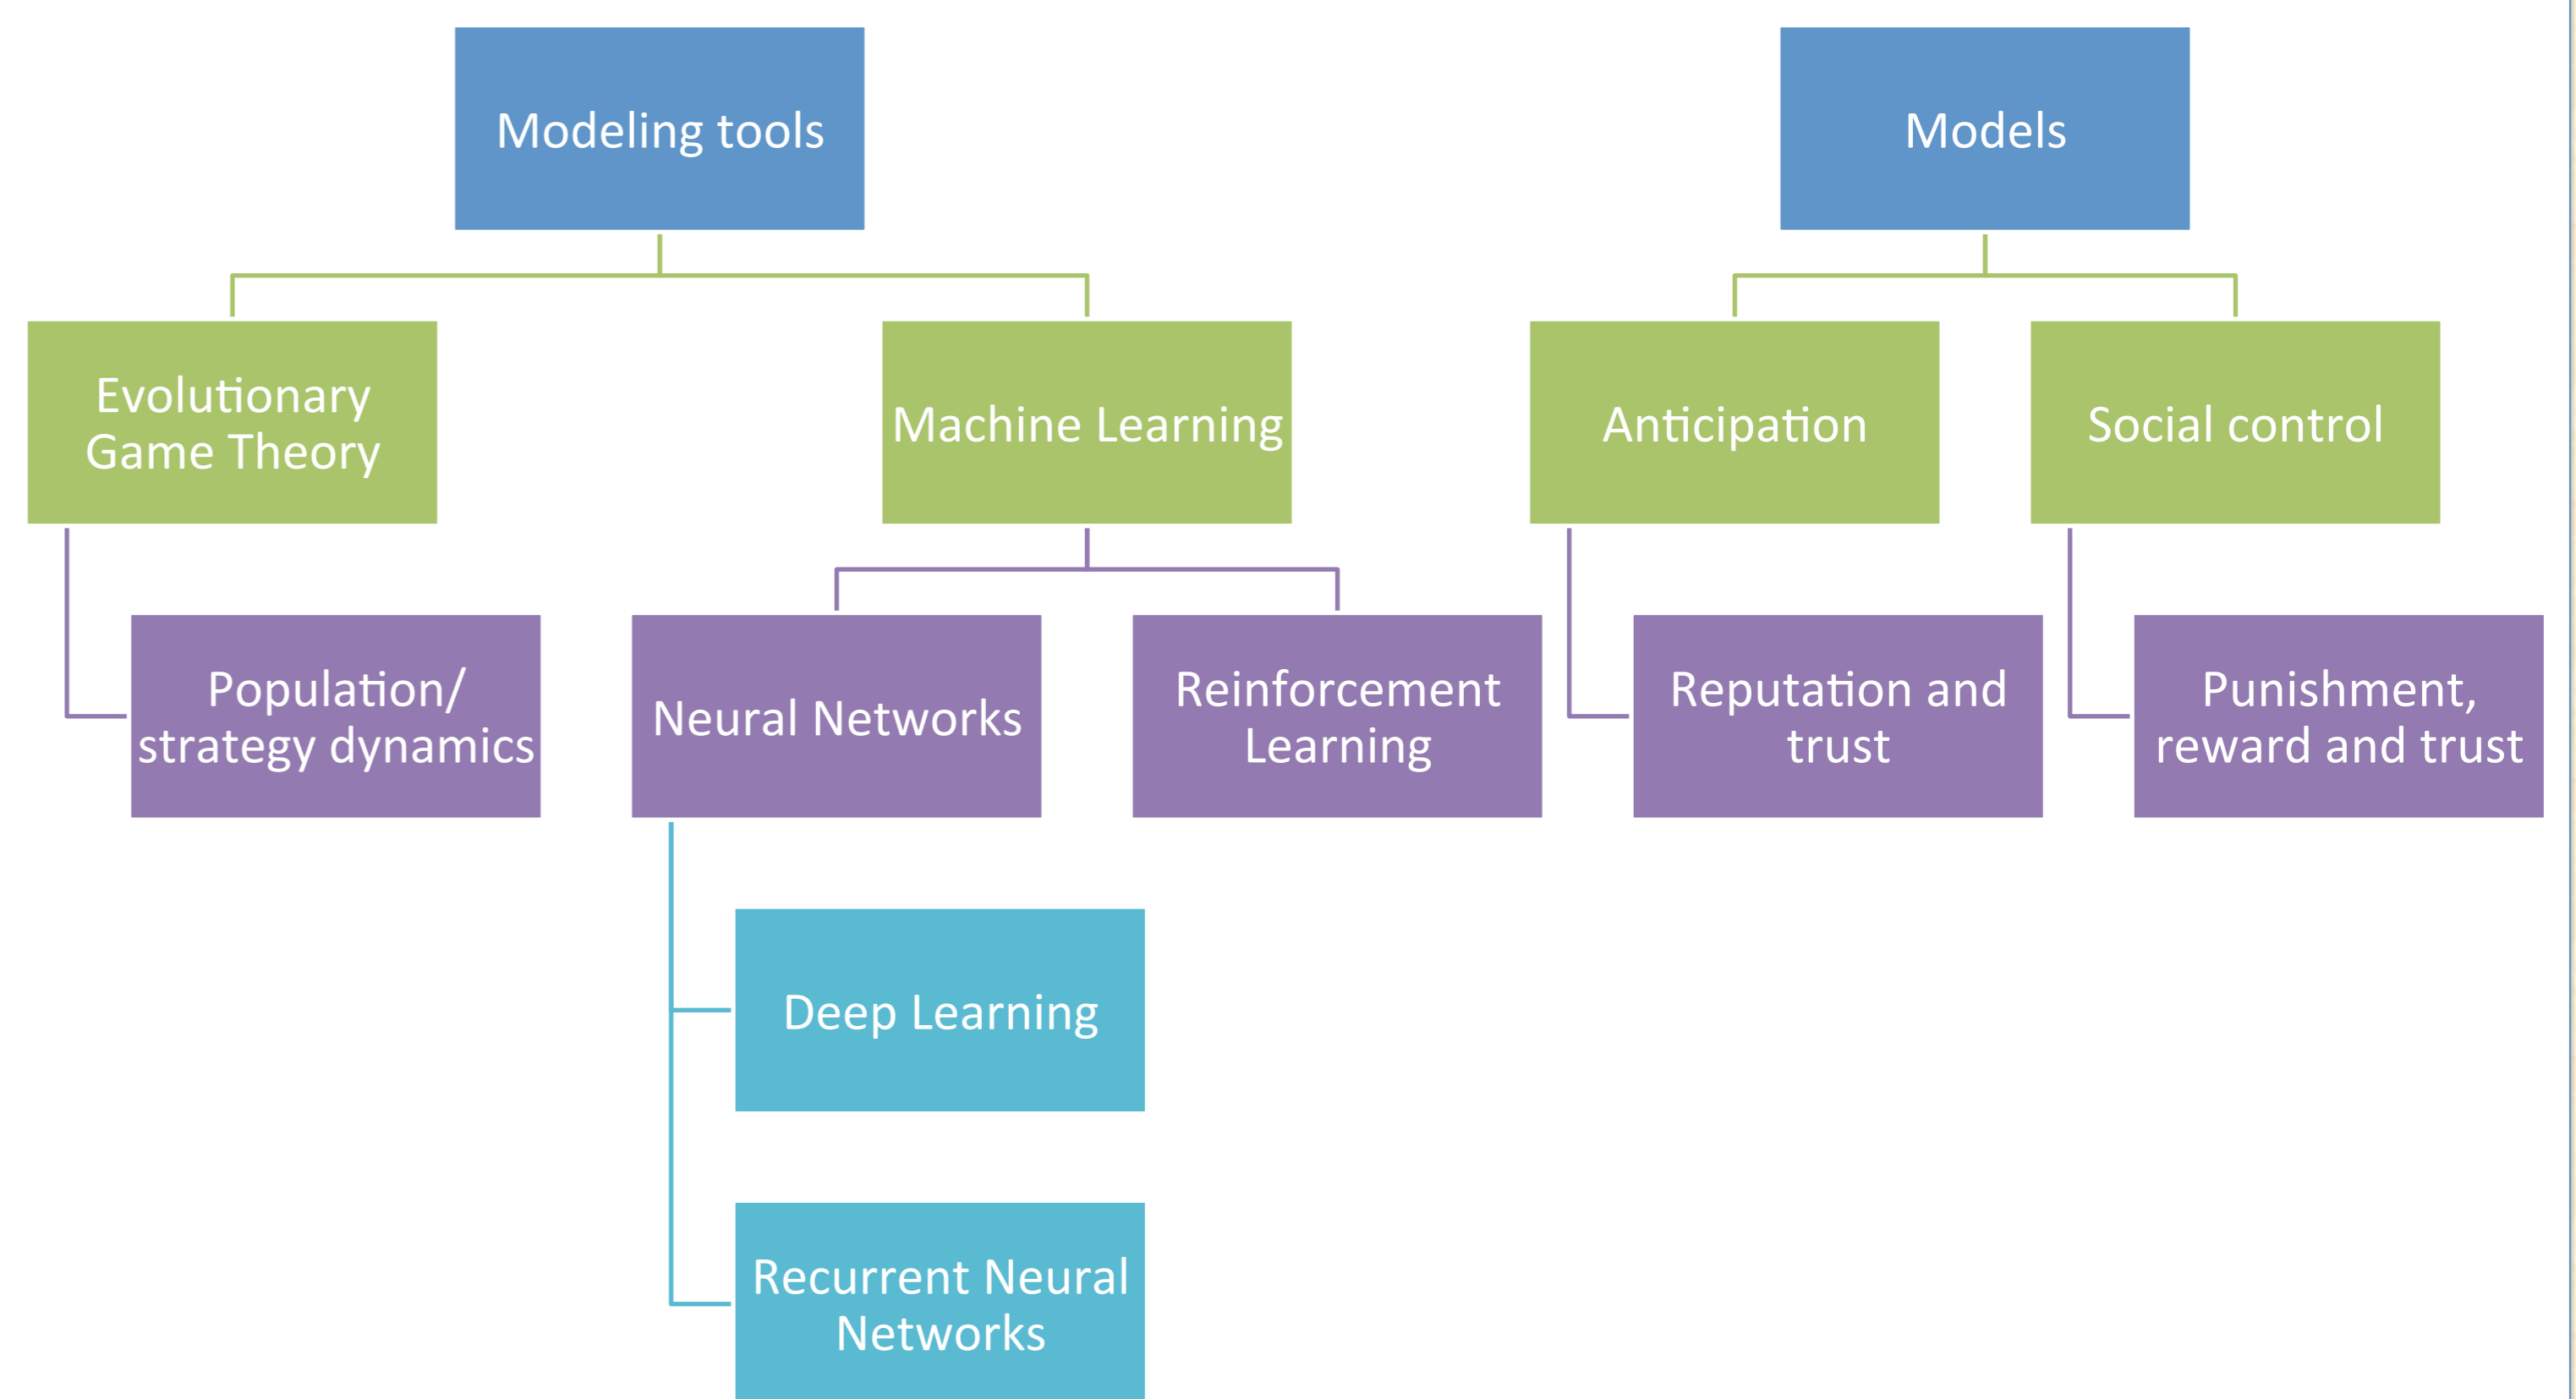 Modeling tools
Models
Evolutionary
Game Theory
Machine Learning
Anticipation
Social control
Population/
strategy dynamics
Neural Networks
Reinforcement
Learning
Reputation and
trust
Punishment,
reward and trust
Deep Learning
Recurrent Neural
Networks